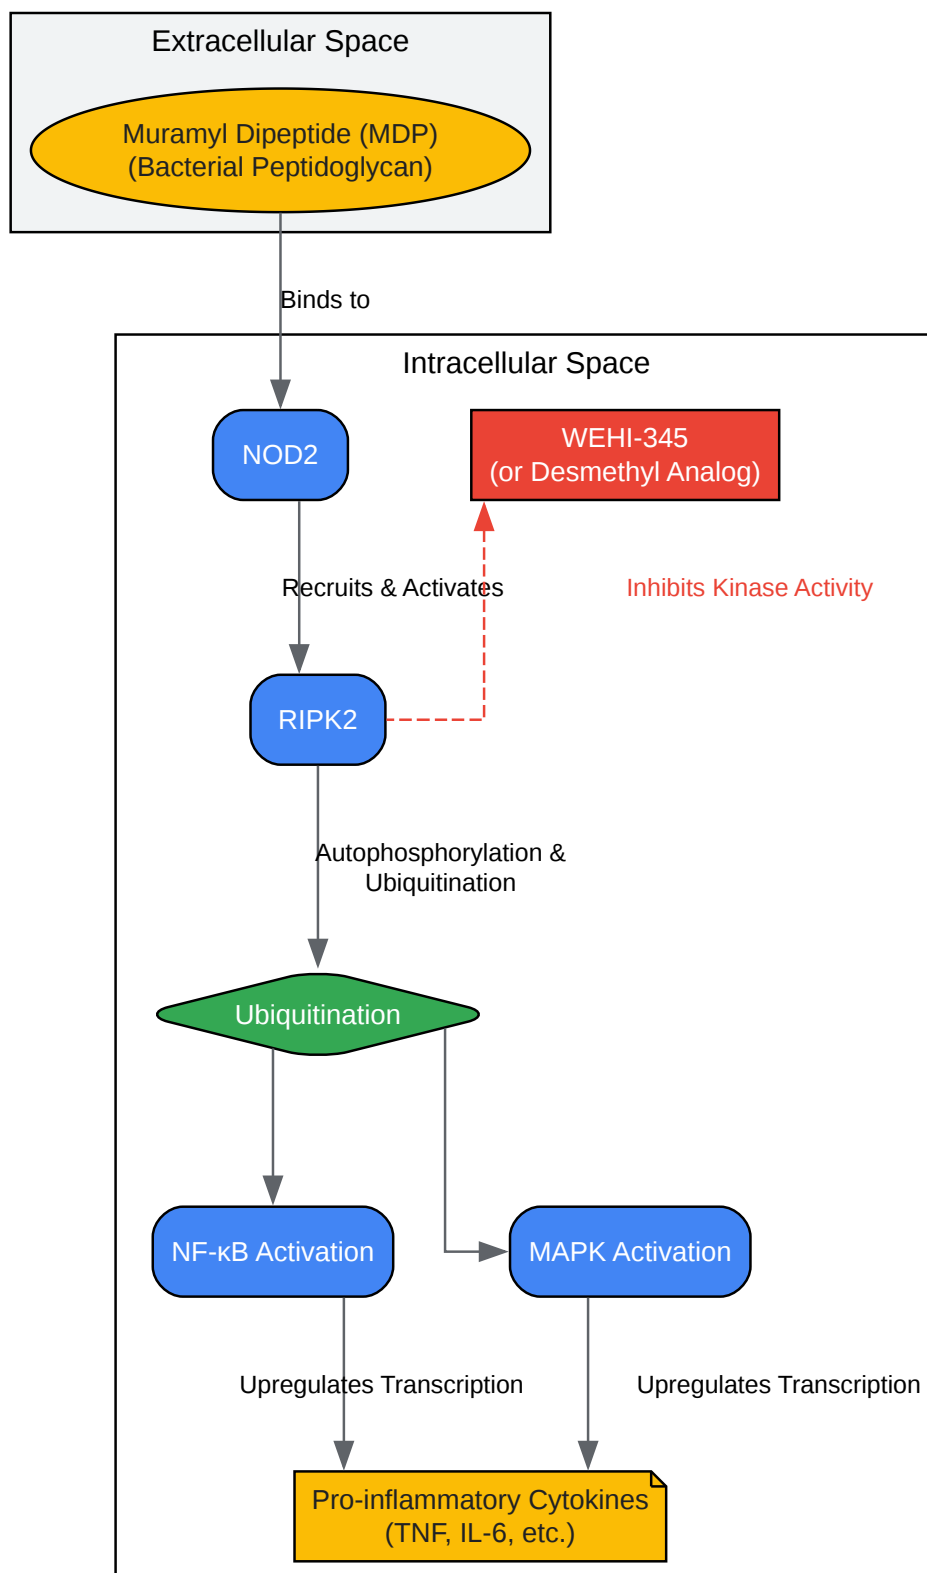 Extracellular Space
Muramyl Dipeptide (MDP)
(Bacterial Peptidoglycan)
Binds to
Intracellular Space
NOD2
WEHI-345
(or Desmethyl Analog)
Recruits & Activates
Inhibits Kinase Activity
RIPK2
Autophosphorylation &
Ubiquitination
Ubiquitination
NF-κB Activation
MAPK Activation
Upregulates Transcription
Upregulates Transcription
Pro-inflammatory Cytokines
(TNF, IL-6, etc.)